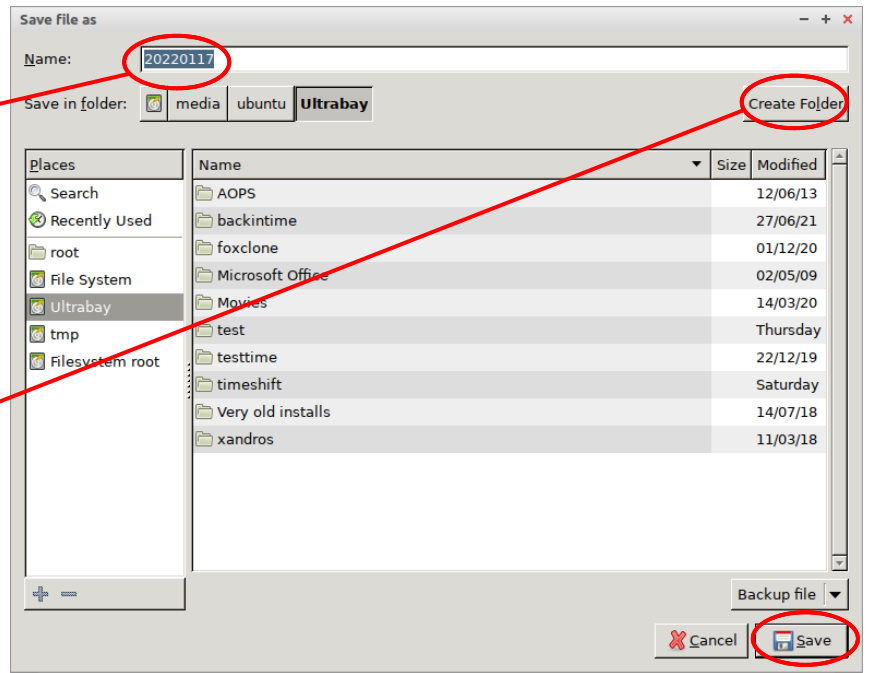 Save file as
Name: 20220117
Save in folder: media ubuntu Ultrabay Create Folder
Places Name Size Modified
Search AOPS 12/06/13
Recently Used backintime 27/06/21
root foxclone 01/12/20
File System Microsoft Office 02/05/09
Ultrabay Movies 14/03/20
tmp test Thursday
Filesystem root testtime 22/12/19
timeshift Saturday
Very old installs 14/07/18
xandros 11/03/18
Backup file
Cancel Save